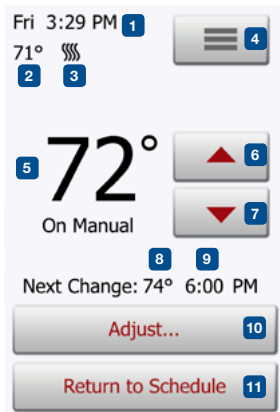 Fri 3:29 PM 1
4
71°
2 3
5 72° 6
On Manual 7
8 9
Next Change: 74° 6:00 PM
Adjust... 10
Return to Schedule 11